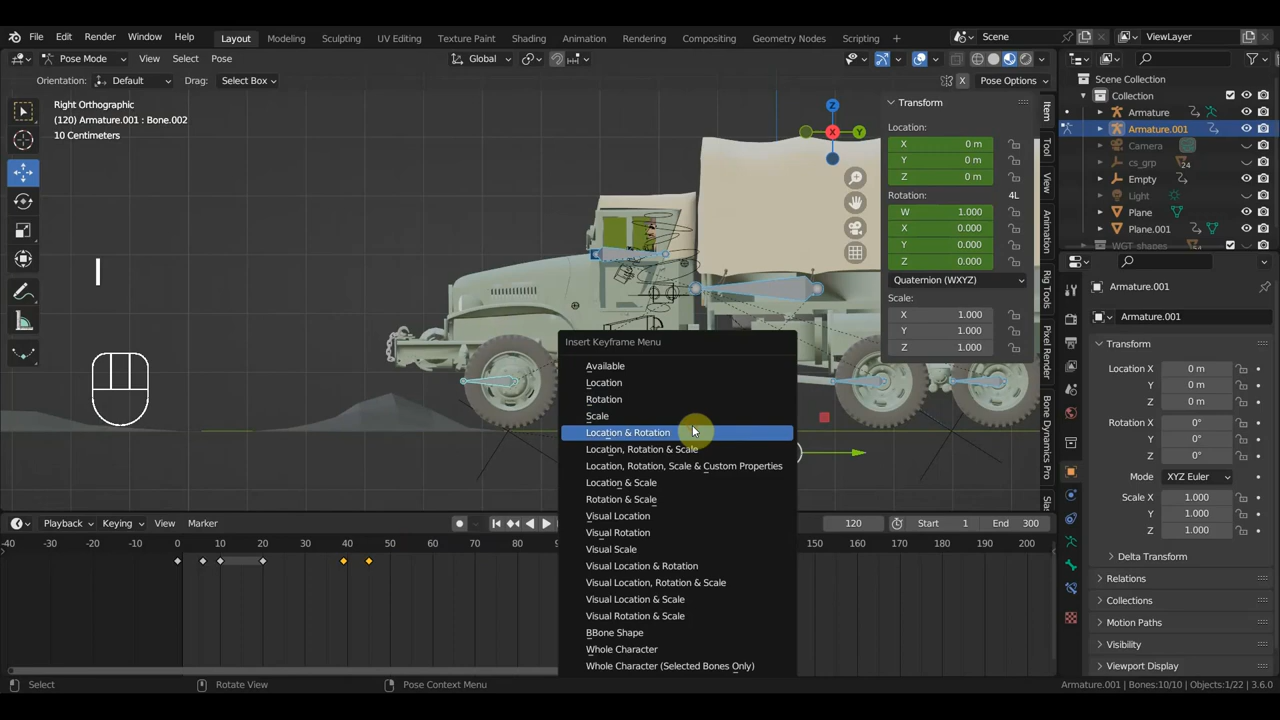 File Edit Render Window Help Layout Modeling Sculpting UV Editing Texture Paint Shading Animation Rendering Compositing Geometry Nodes Scripting + Scene ViewLayer
Pose Mode View Select Pose Global
Orientation: Default Drag: Select Box X Pose Options
Right Orthographic
(120) Armature.001 : Bone.002
10 Centimeters
Z
X
Y
I
Transform
Location:
X 0 m
Y 0 m
Z 0 m
Rotation: 4L
W 1.000
X 0.000
Y 0.000
Z 0.000
Quaternion (WXYZ)
Scale:
X 1.000
Y 1.000
Z 1.000
Item
Tool
View
Animation
Rig Tools
Pixel Render
Bone Dynamics Pro
Scene Collection
Collection
Armature
Armature.001
Camera
cs_grp 24
Empty
Light
Plane
Plane.001
WGT_shapes
Armature.001
Armature.001
Transform
Location X 0 m
Y 0 m
Z 0 m
Rotation X 0°
Y 0°
Z 0°
Mode XYZ Euler
Scale X 1.000
Y 1.000
Z 1.000
Delta Transform
Relations
Collections
Motion Paths
Visibility
Viewport Display
Insert Keyframe Menu
Available
Location
Rotation
Scale
Location & Rotation
Location, Rotation & Scale
Location, Rotation, Scale & Custom Properties
Location & Scale
Rotation & Scale
Visual Location
Visual Rotation
Visual Scale
Visual Location & Rotation
Visual Location, Rotation & Scale
Visual Location & Scale
Visual Rotation & Scale
BBone Shape
Whole Character
Whole Character (Selected Bones Only)
Playback Keying View Marker 120 Start 1 End 300
-40 -30 -20 -10 0 10 20 30 40 50 60 70 80 150 160 170 180 190 200
Select Rotate View Pose Context Menu Armature.001 | Bones:10/10 | Objects:1/22 | 3.6.0